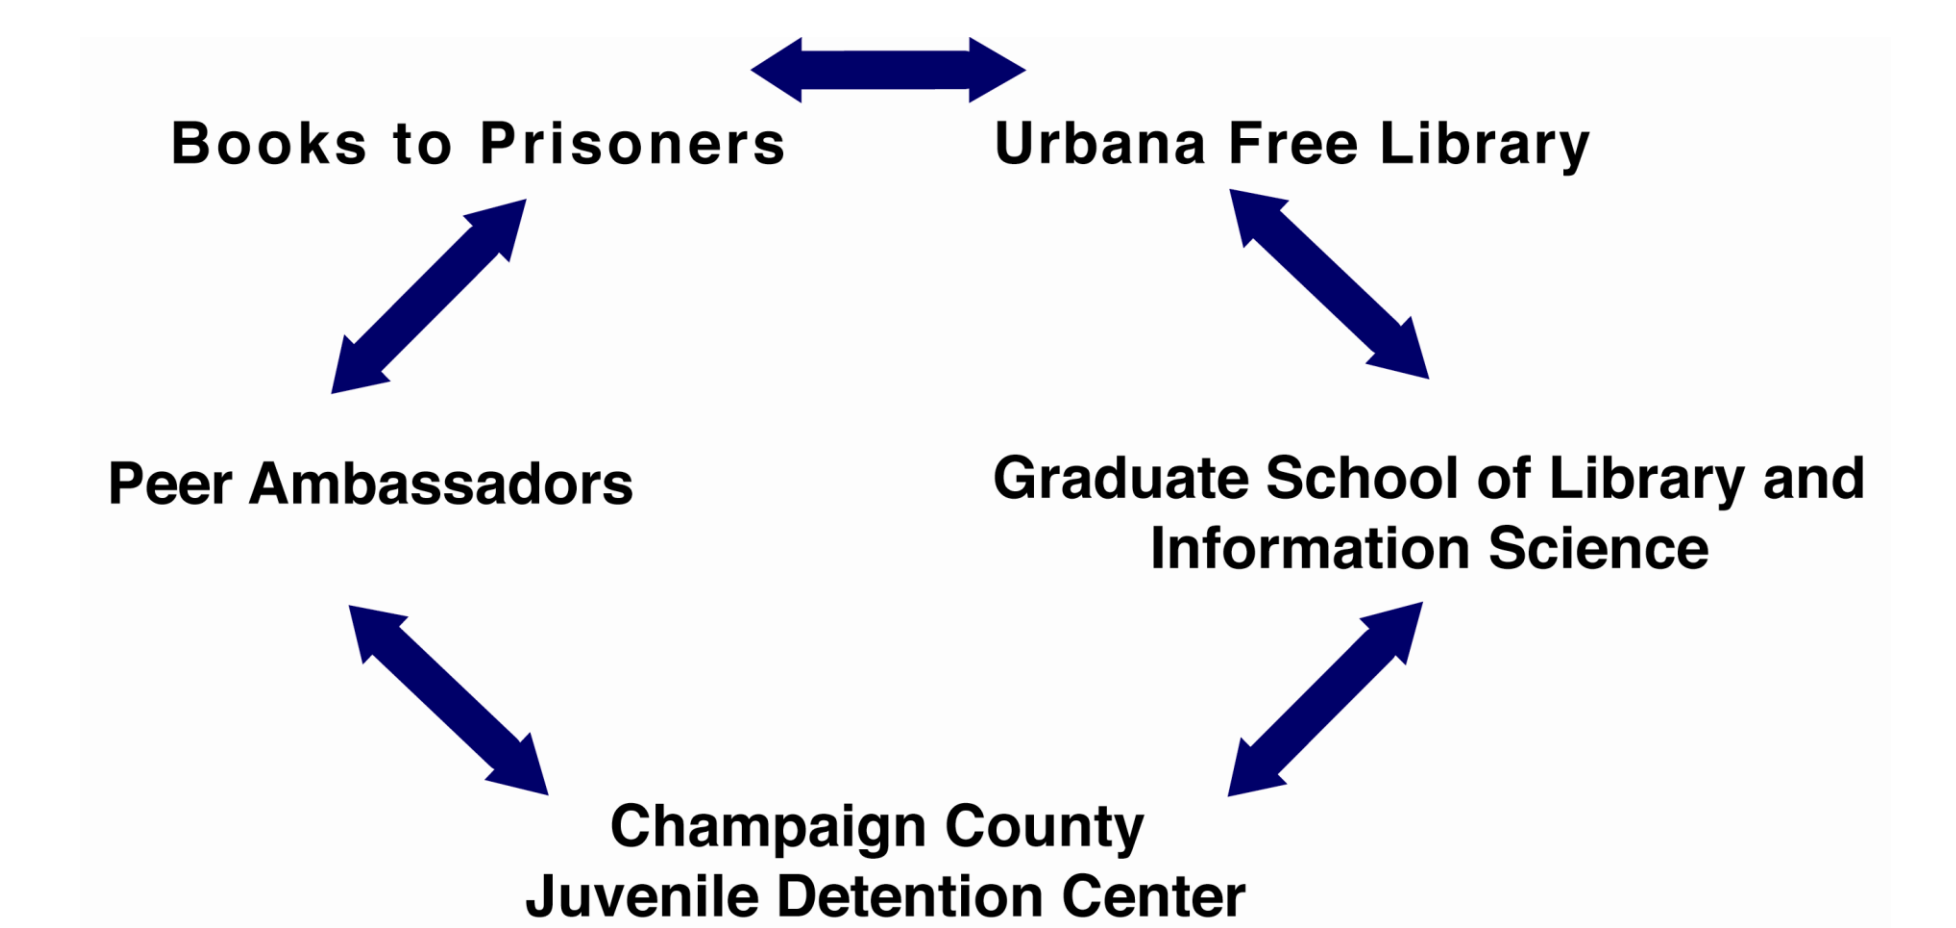 Books to Prisoners
Urbana Free Library
Peer Ambassadors
Graduate School of Library and
Information Science
Champaign County
Juvenile Detention Center